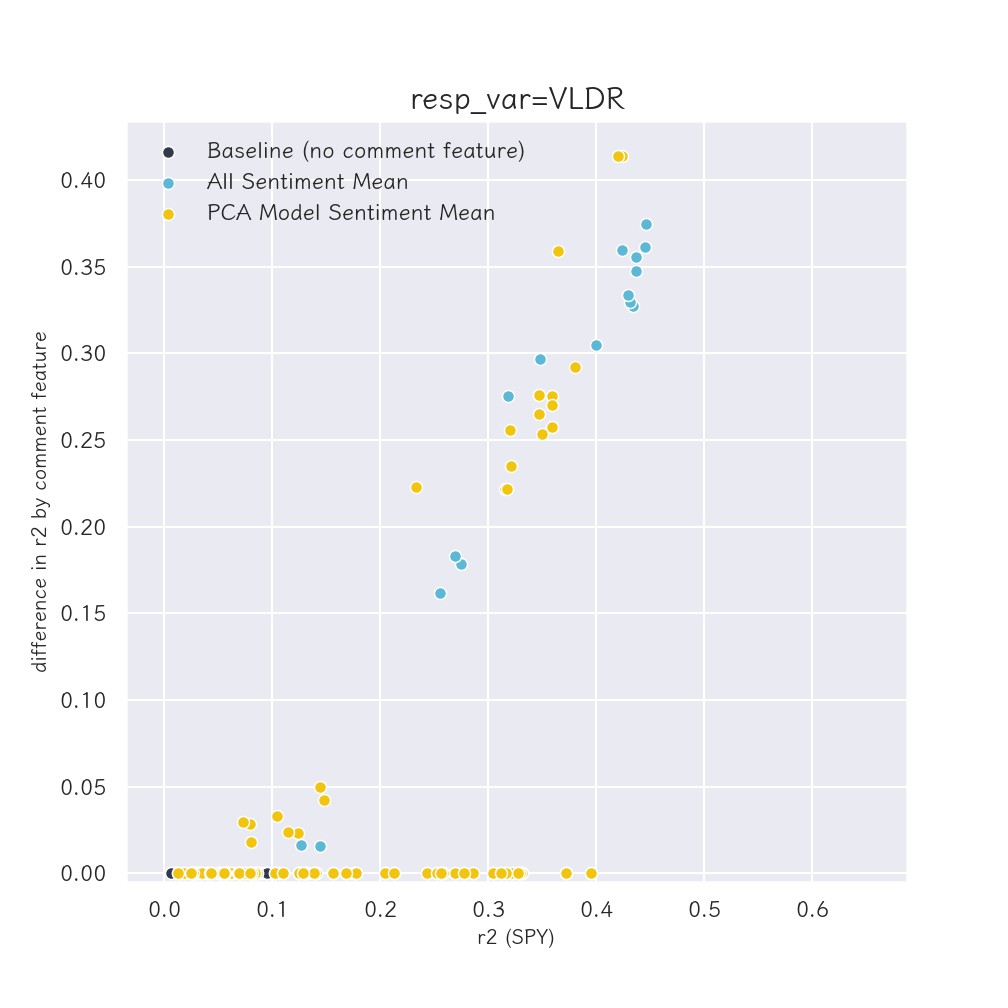 resp_var=VLDR
Baseline (no comment feature)
All Sentiment Mean
PCA Model Sentiment Mean
difference in r2 by comment feature
0.40
0.35
0.30
0.25
0.20
0.15
0.10
0.05
0.00
0.0 0.1 0.2 0.3 0.4 0.5 0.6
r2 (SPY)